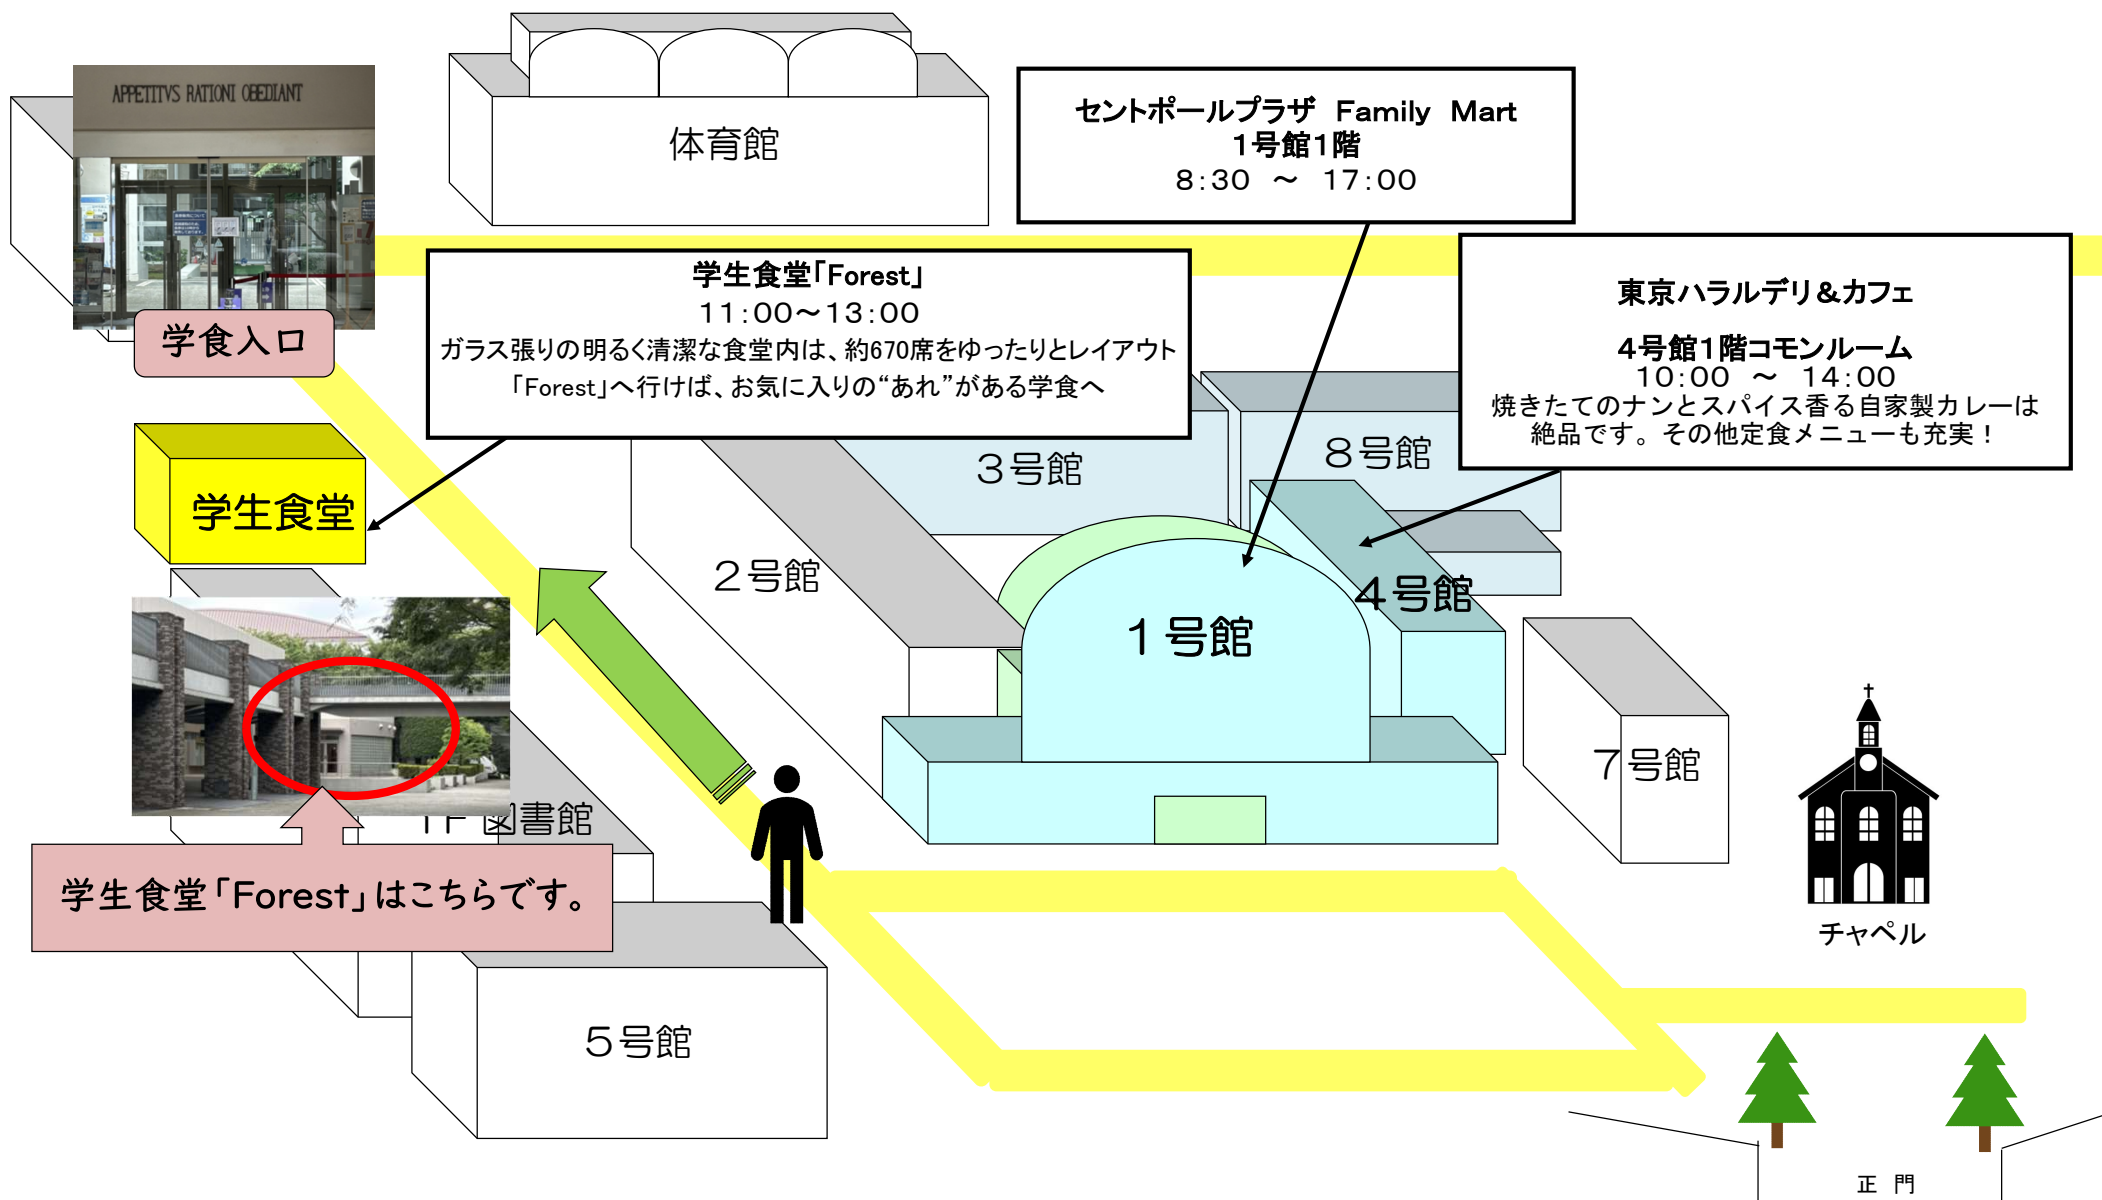 APPETITVS RATIONI OBEDIANT
体育館
セントポールプラザ Family Mart
1号館1階
8:30 ～ 17:00
学生食堂「Forest」
11:00～13:00
ガラス張りの明るく清潔な食堂内は、約670席をゆったりとレイアウト
「Forest」へ行けば、お気に入りの“あれ”がある学食へ
東京ハラルデリ&カフェ
4号館1階コモンルーム
10:00 ～ 14:00
焼きたてのナンとスパイス香る自家製カレーは
絶品です。その他定食メニューも充実！
学食入口
学生食堂
3号館
8号館
2号館
4号館
1号館
7号館
図書館
学生食堂「Forest」はこちらです。
チャペル
5号館
正 門